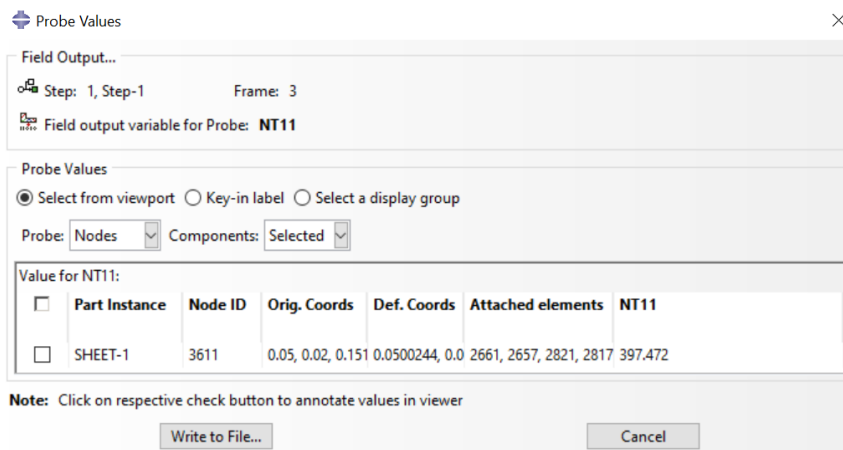 Probe Values
Field Output...
Step: 1, Step-1 Frame: 3
Field output variable for Probe: NT11
Probe Values
Select from viewport Key-in label Select a display group
Probe: Nodes Components: Selected
Value for NT11:
Part Instance Node ID Orig. Coords Def. Coords Attached elements NT11
SHEET-1 3611 0.05, 0.02, 0.151 0.0500244, 0.0 2661, 2657, 2821, 2817 397.472
Note: Click on respective check button to annotate values in viewer
Write to File... Cancel